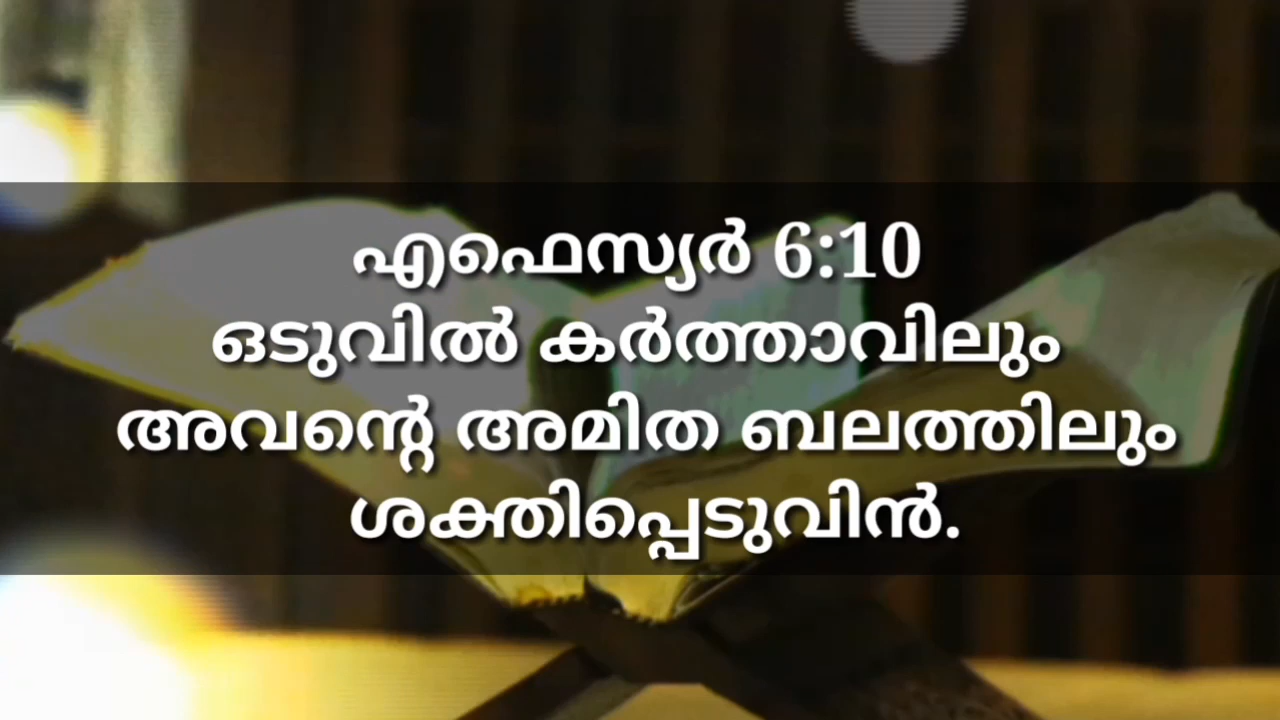 എഫെസ്യർ 6:10
ഒടുവിൽ കർത്താവിലും
അവന്റെ അമിത ബലത്തിലും
ശക്തിപ്പെടുവിൻ.